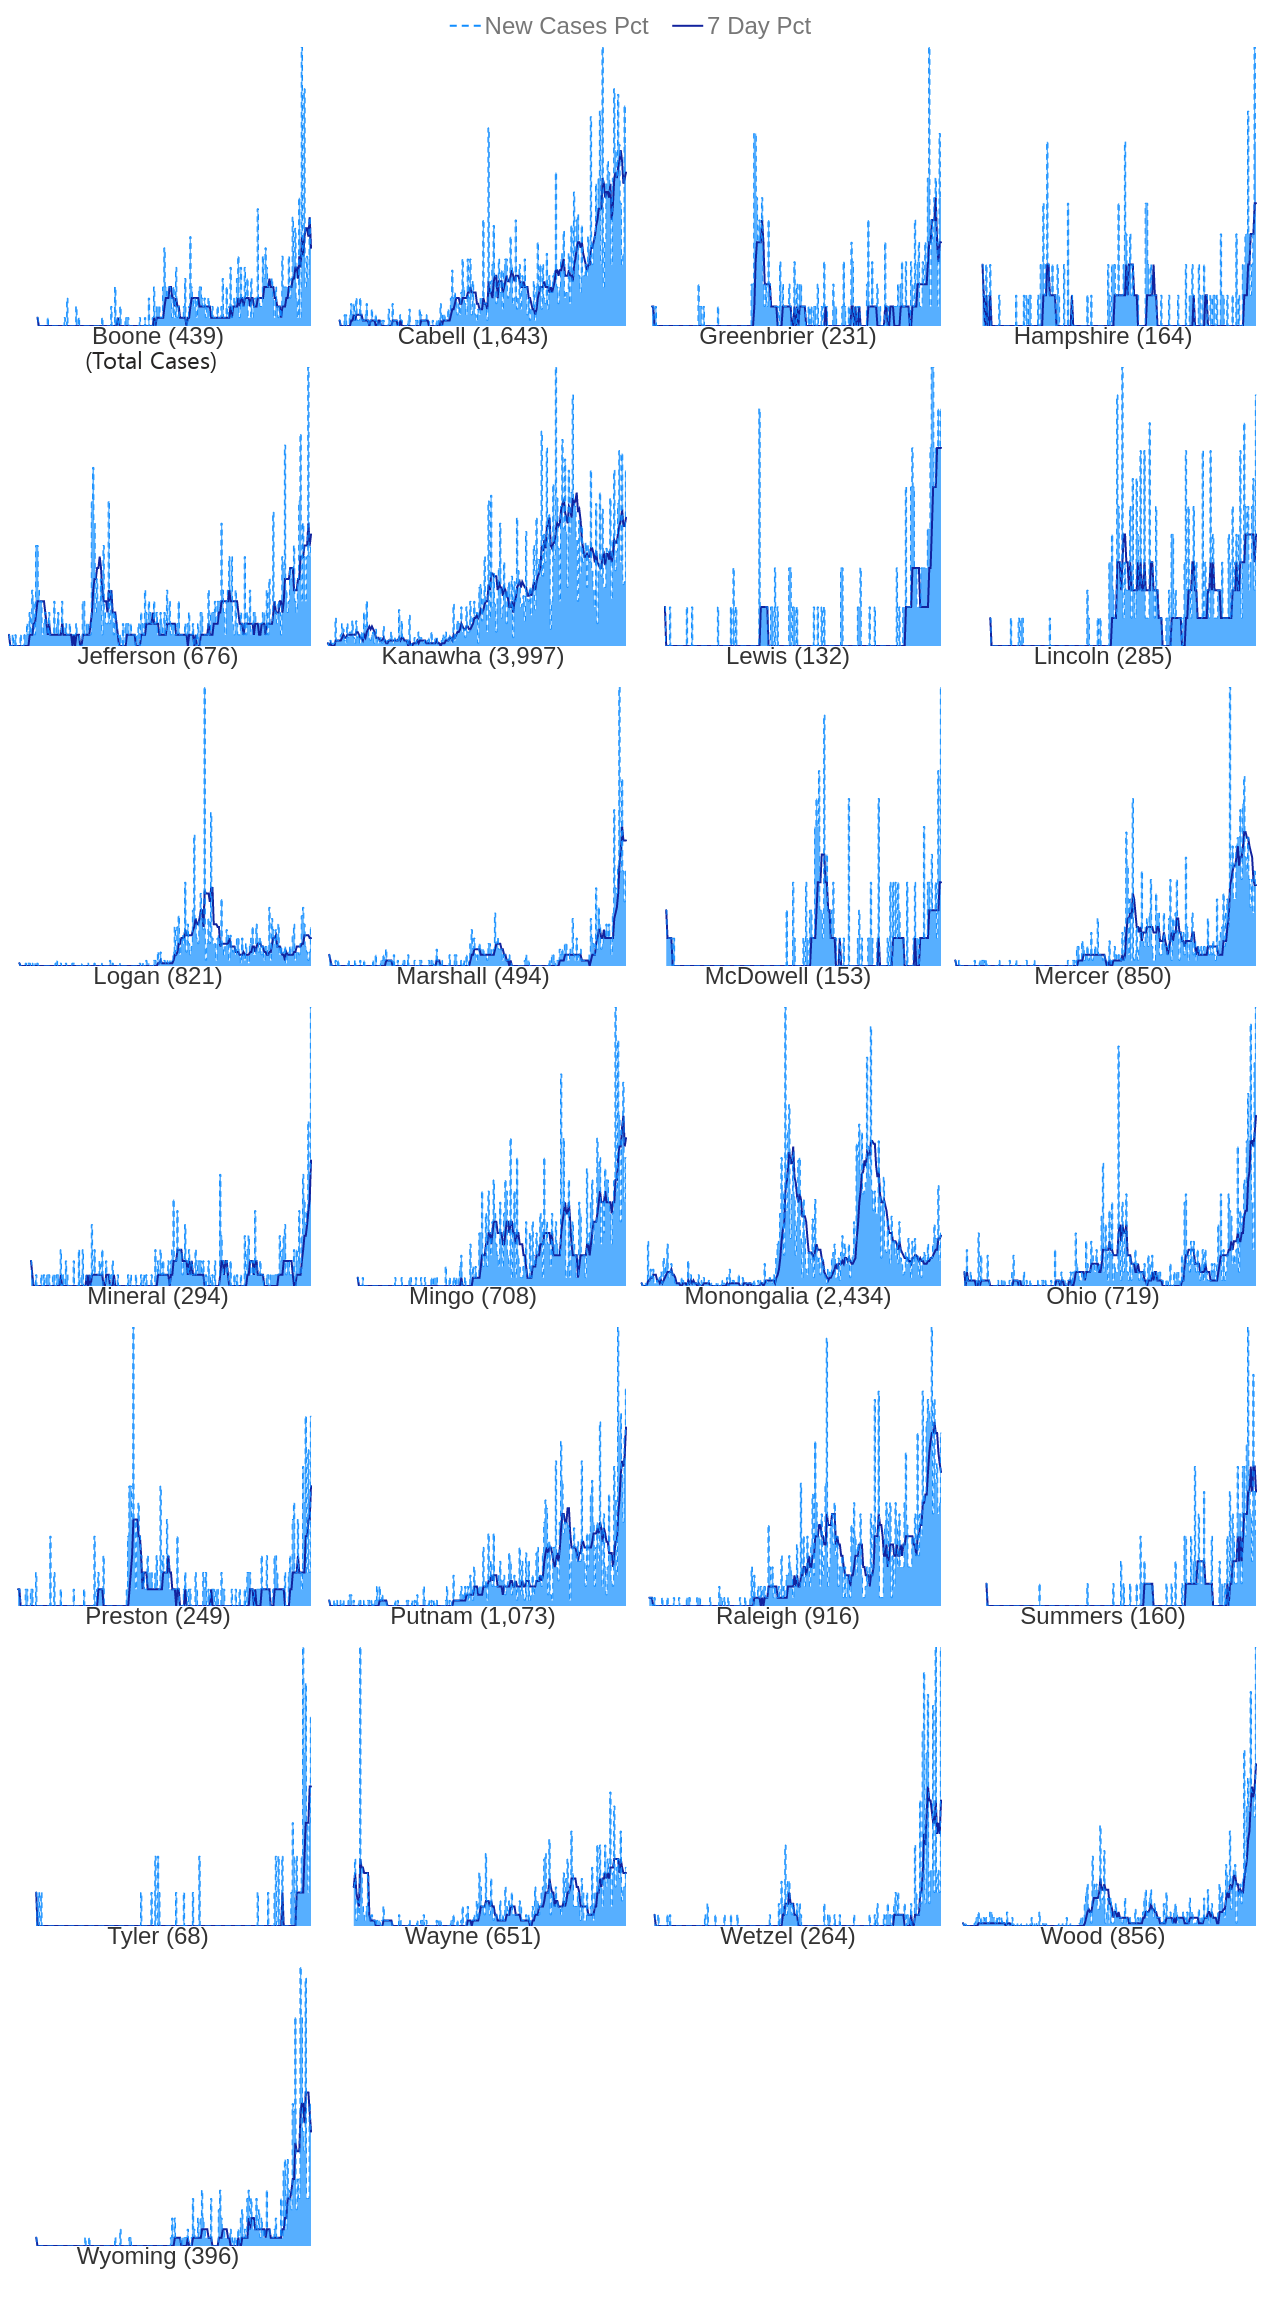 New Cases Pct 7 Day Pct
Boone (439) Cabell (1,643) Greenbrier (231) Hampshire (164)
(Total Cases)
Jefferson (676) Kanawha (3,997) Lewis (132) Lincoln (285)
Logan (821) Marshall (494) McDowell (153) Mercer (850)
Mineral (294) Mingo (708) Monongalia (2,434) Ohio (719)
Preston (249) Putnam (1,073) Raleigh (916) Summers (160)
Tyler (68) Wayne (651) Wetzel (264) Wood (856)
Wyoming (396)